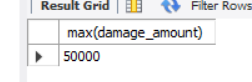 Result Grid Filter Rows
max(damage_amount)
50000